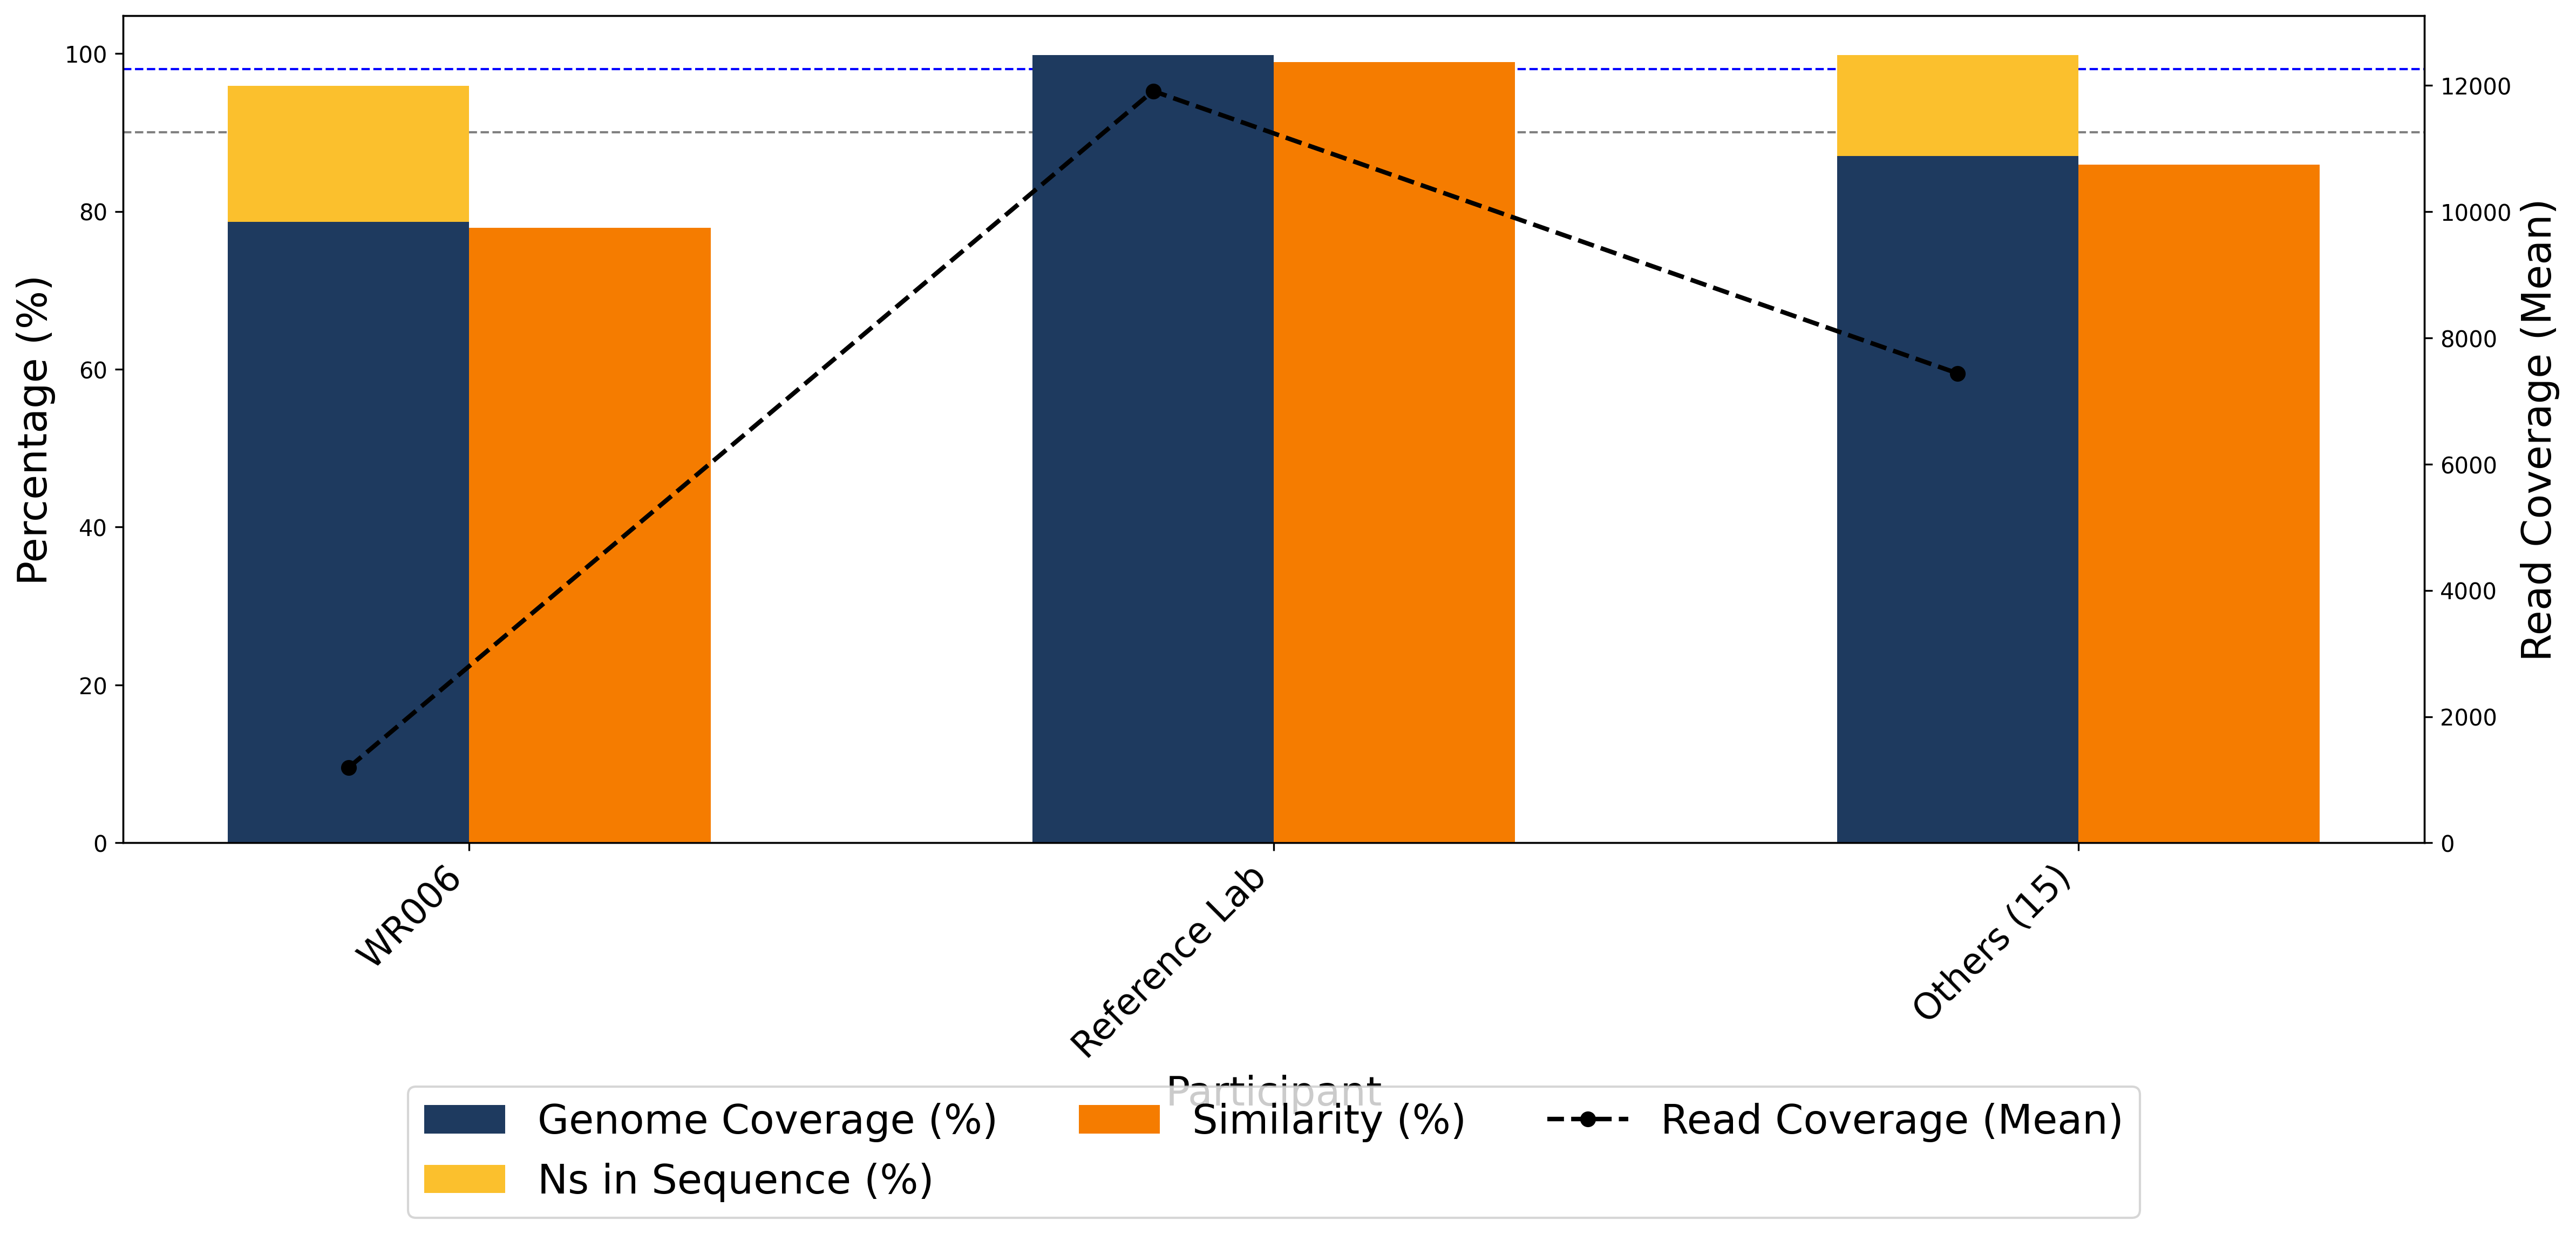 100
80
60
40
20
0
Percentage (%)
12000
10000
8000
6000
4000
2000
0
Read Coverage (Mean)
WR006
Reference Lab
Others (15)
Participant
Genome Coverage (%)
Similarity (%)
Read Coverage (Mean)
Ns in Sequence (%)